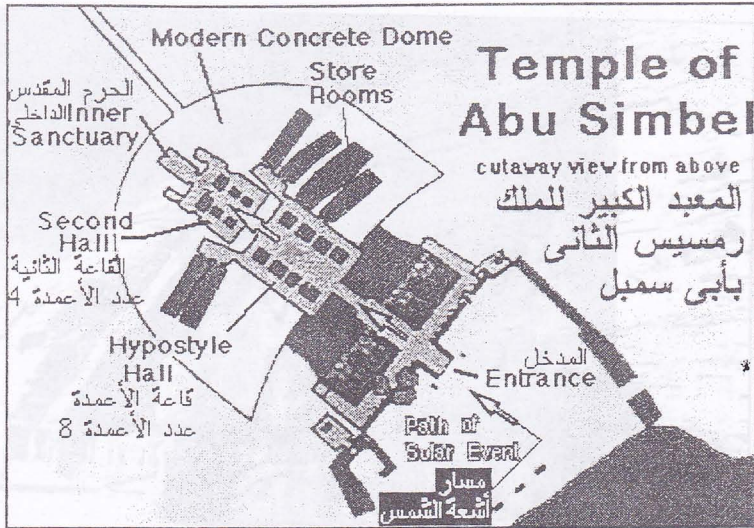 Modern Concrete Dome
Store
Rooms
Temple of
Abu Simbel
cutaway view from above
المعبد الكبير للملك
رمسيس الثانى
بأبى سمبل
الحرم المقدس
الداخلي Inner
Sanctuary
Second
Halll
القاعة الثانية
عدد الأعمدة 4
Hypostyle
Hall
قاعة الأعمدة
عدد الأعمدة 8
المدخل
Entrance
Path of
Solar Event
مسار
أشعة الشمس